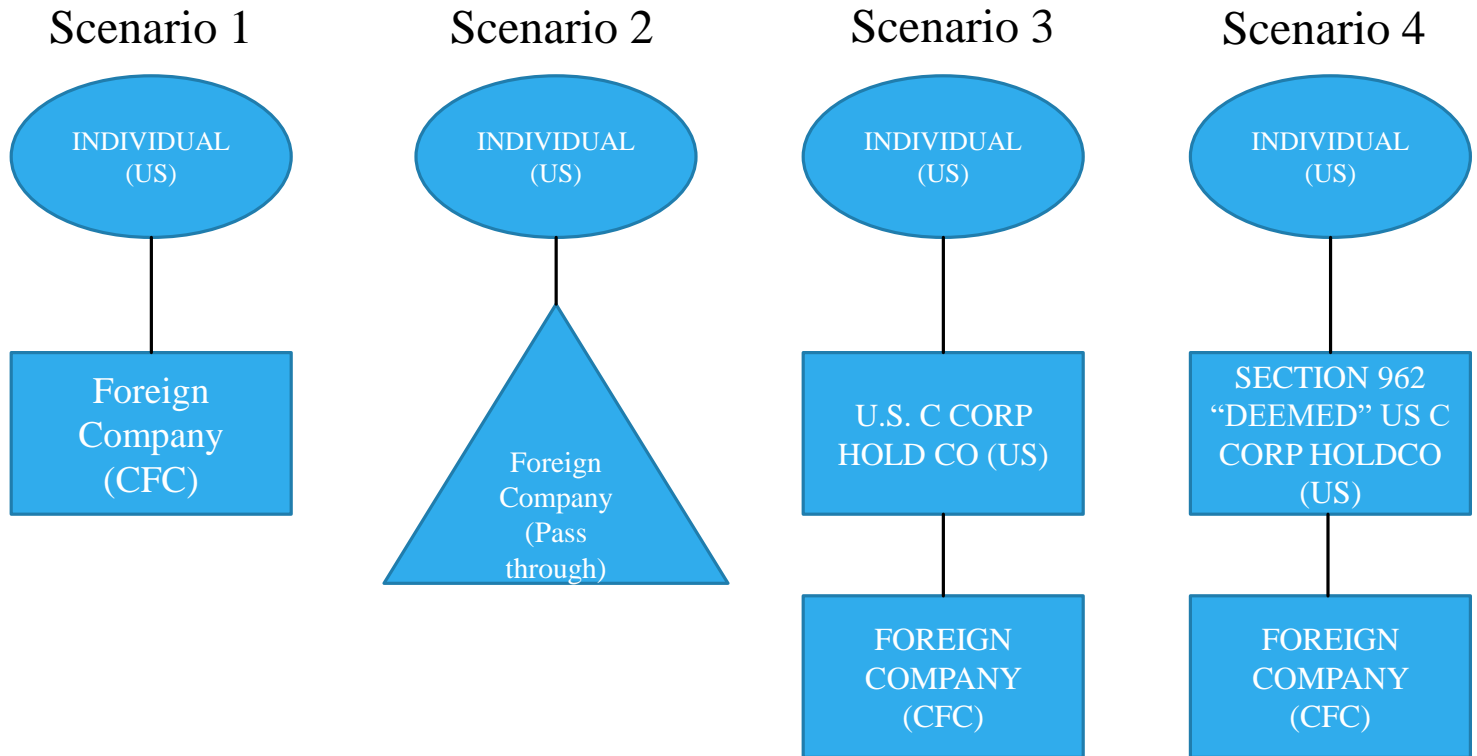 Scenario 1
Scenario 2
Scenario 3
Scenario 4
INDIVIDUAL
(US)
INDIVIDUAL
(US)
INDIVIDUAL
(US)
INDIVIDUAL
(US)
Foreign
Company
(CFC)
Foreign
Company
(Pass
through)
U.S. C CORP
HOLD CO (US)
SECTION 962
“DEEMED” US C
CORP HOLDCO
(US)
FOREIGN
COMPANY
(CFC)
FOREIGN
COMPANY
(CFC)